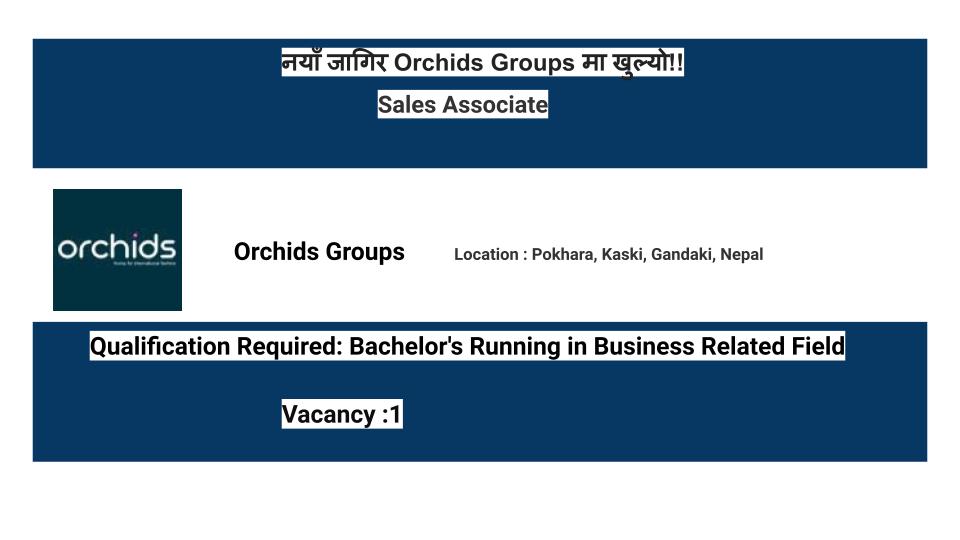 नयाँ जागिर Orchids Groups मा खुल्यो!!
Sales Associate
orchids
Orchids Groups
Location : Pokhara, Kaski, Gandaki, Nepal
Qualification Required: Bachelor's Running in Business Related Field
Vacancy :1